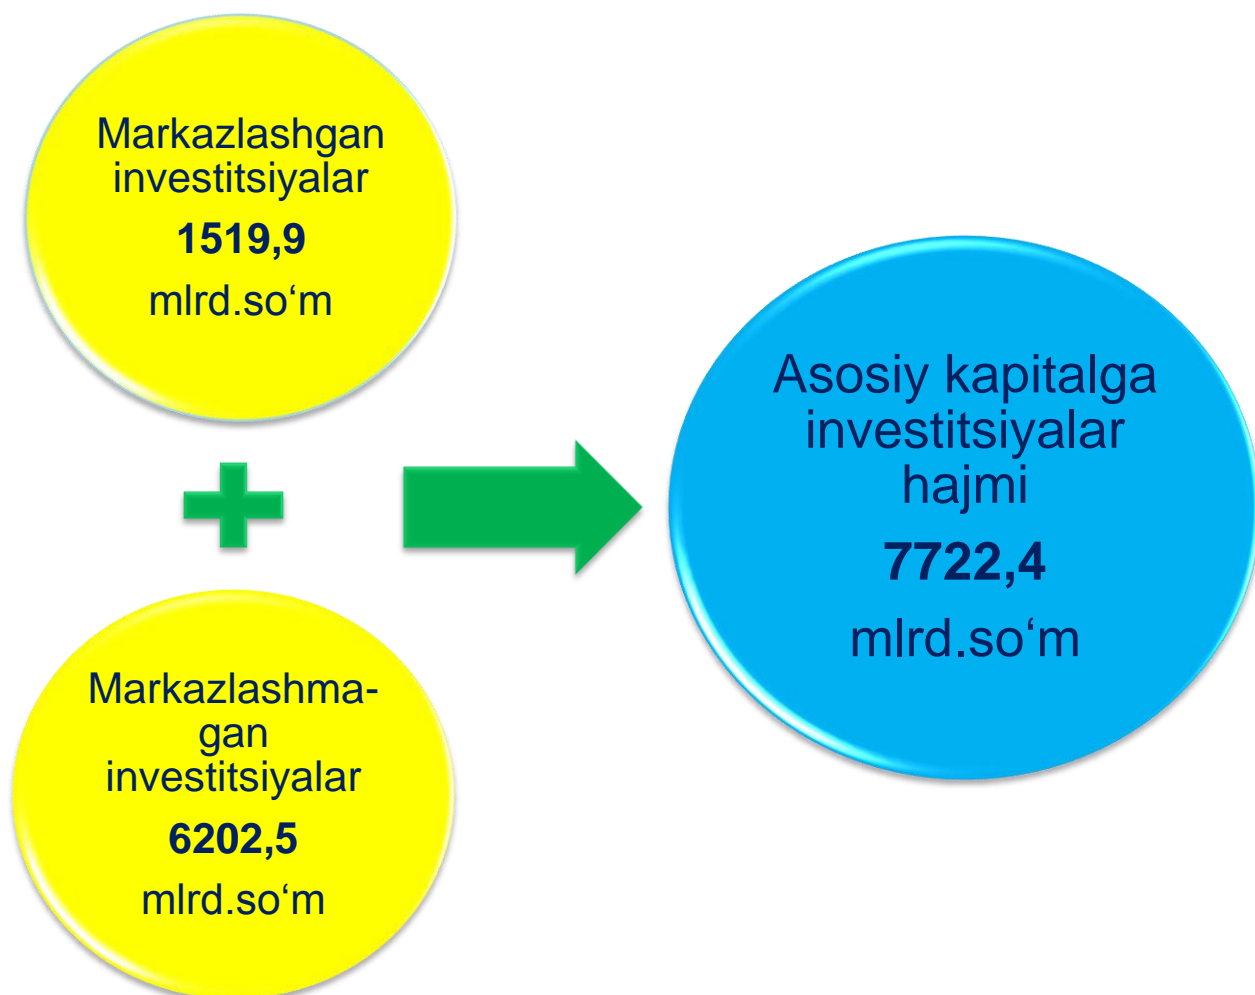 Markazlashgan
investitsiyalar
1519,9
mlrd.so‘m
Markazlashma-
gan
investitsiyalar
6202,5
mlrd.so‘m
Asosiy kapitalga
investitsiyalar
hajmi
7722,4
mlrd.so‘m